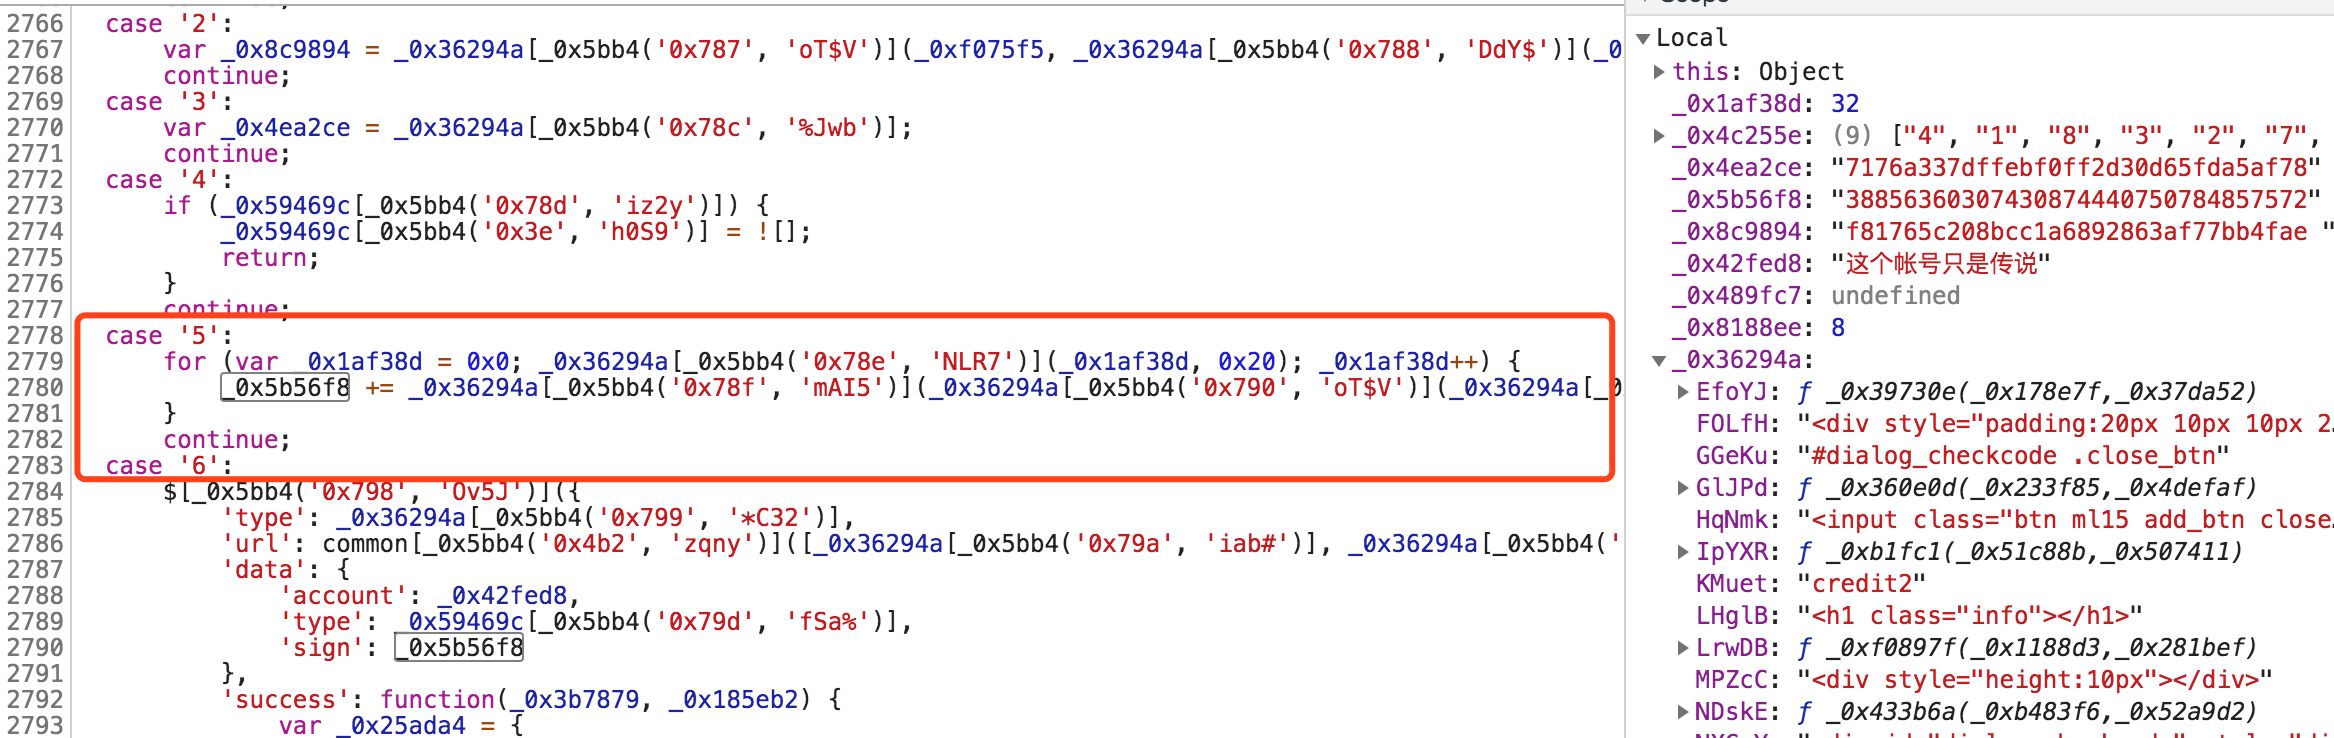 2766 case '2':
2767 var _0x8c9894 = _0x36294a[_0x5bb4('0x787', 'oT$V')](_0xf075f5, _0x36294a[_0x5bb4('0x788', 'DdY$')](_0
2768 continue;
2769 case '3':
2770 var _0x4ea2ce = _0x36294a[_0x5bb4('0x78c', '%Jwb')];
2771 continue;
2772 case '4':
2773 if (_0x59469c[_0x5bb4('0x78d', 'iz2y')]) {
2774 _0x59469c[_0x5bb4('0x3e', 'h0S9')] = ![];
2775 return;
2776 }
2777 continue;
2778 case '5':
2779 for (var _0x1af38d = 0x0; _0x36294a[_0x5bb4('0x78e', 'NLR7')](_0x1af38d, 0x20); _0x1af38d++) {
2780 _0x5b56f8 += _0x36294a[_0x5bb4('0x78f', 'mAI5')](_0x36294a[_0x5bb4('0x790', 'oT$V')](_0x36294a[_0
2781 }
2782 continue;
2783 case '6':
2784 $[_0x5bb4('0x798', 'Ov5J')]({
2785 'type': _0x36294a[_0x5bb4('0x799', '*C32')],
2786 'url': common[_0x5bb4('0x4b2', 'zqny')]([_0x36294a[_0x5bb4('0x79a', 'iab#')], _0x36294a[_0x5bb4('
2787 'data': {
2788 'account': _0x42fed8,
2789 'type': _0x59469c[_0x5bb4('0x79d', 'fSa%')],
2790 'sign': _0x5b56f8
2791 },
2792 'success': function(_0x3b7879, _0x185eb2) {
2793 var _0x25ada4 = {
Local
this: Object
_0x1af38d: 32
_0x4c255e: (9) ["4", "1", "8", "3", "2", "7",
_0x4ea2ce: "7176a337dffebf0ff2d30d65fda5af78"
_0x5b56f8: "38856360307430874440750784857572"
_0x8c9894: "f81765c208bcc1a6892863af77bb4fae "
_0x42fed8: "这个帐号只是传说"
_0x489fc7: undefined
_0x8188ee: 8
_0x36294a:
EfoYJ: ƒ _0x39730e(_0x178e7f,_0x37da52)
FOLfH: "<div style="padding:20px 10px 10px 2…
GGeKu: "#dialog_checkcode .close_btn"
GlJPd: ƒ _0x360e0d(_0x233f85,_0x4defaf)
HqNmk: "<input class="btn ml15 add_btn close…
IpYXR: ƒ _0xb1fc1(_0x51c88b,_0x507411)
KMuet: "credit2"
LHglB: "<h1 class="info"></h1>"
LrwDB: ƒ _0xf0897f(_0x1188d3,_0x281bef)
MPZcC: "<div style="height:10px"></div>"
NDskE: ƒ _0x433b6a(_0xb483f6,_0x52a9d2)